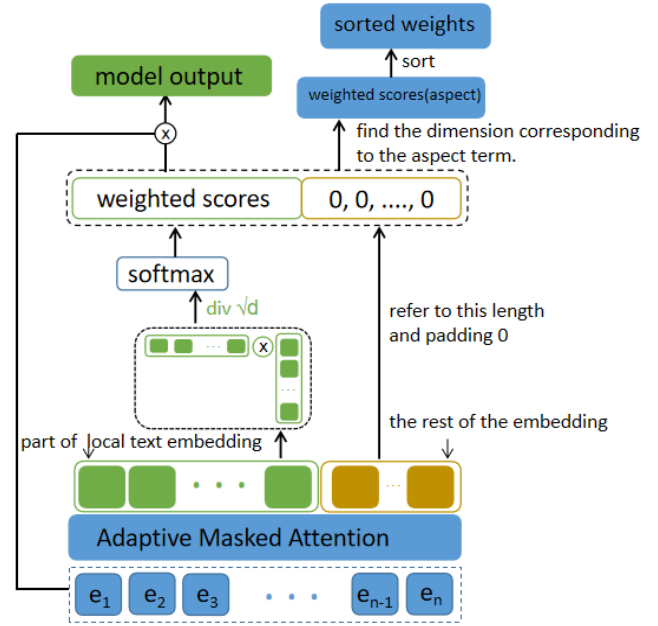 sorted weights
sort
model output
weighted scores(aspect)
find the dimension corresponding
to the aspect term.
x
weighted scores
0, 0, ...., 0
softmax
div √d
... x
...
refer to this length
and padding 0
the rest of the embedding
part of local text embedding
• • •
...
Adaptive Masked Attention
e1 e2 e3 • • • en-1 en